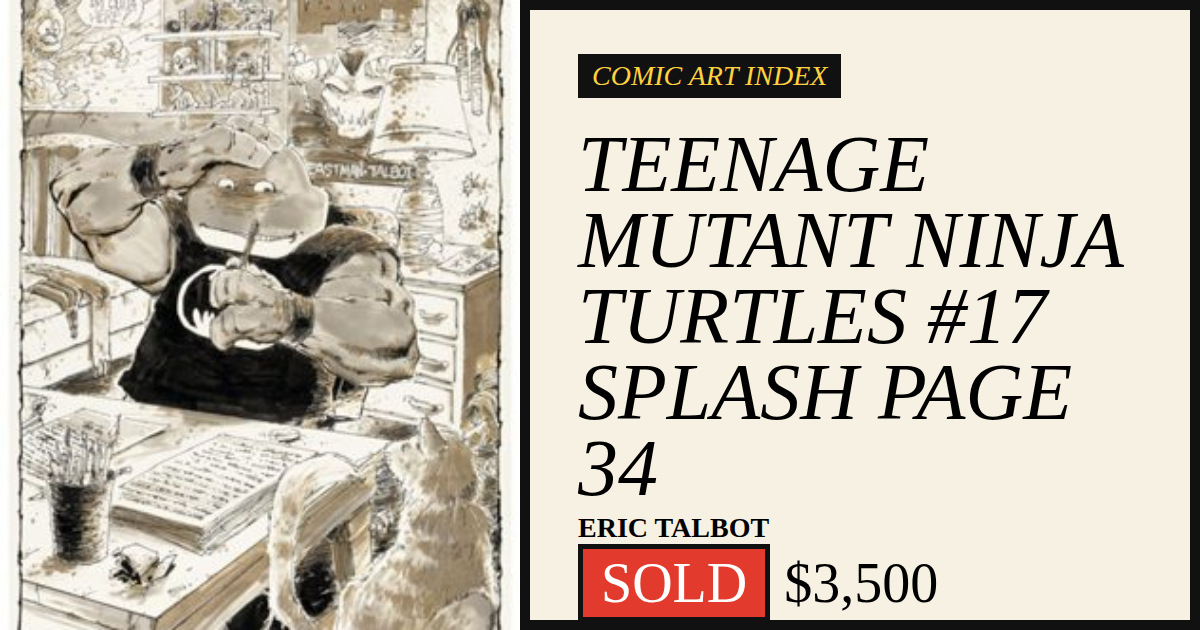 EASTMAN-TALBOT
COMIC ART INDEX
TEENAGE
MUTANT NINJA
TURTLES #17
SPLASH PAGE
34
ERIC TALBOT
SOLD $3,500